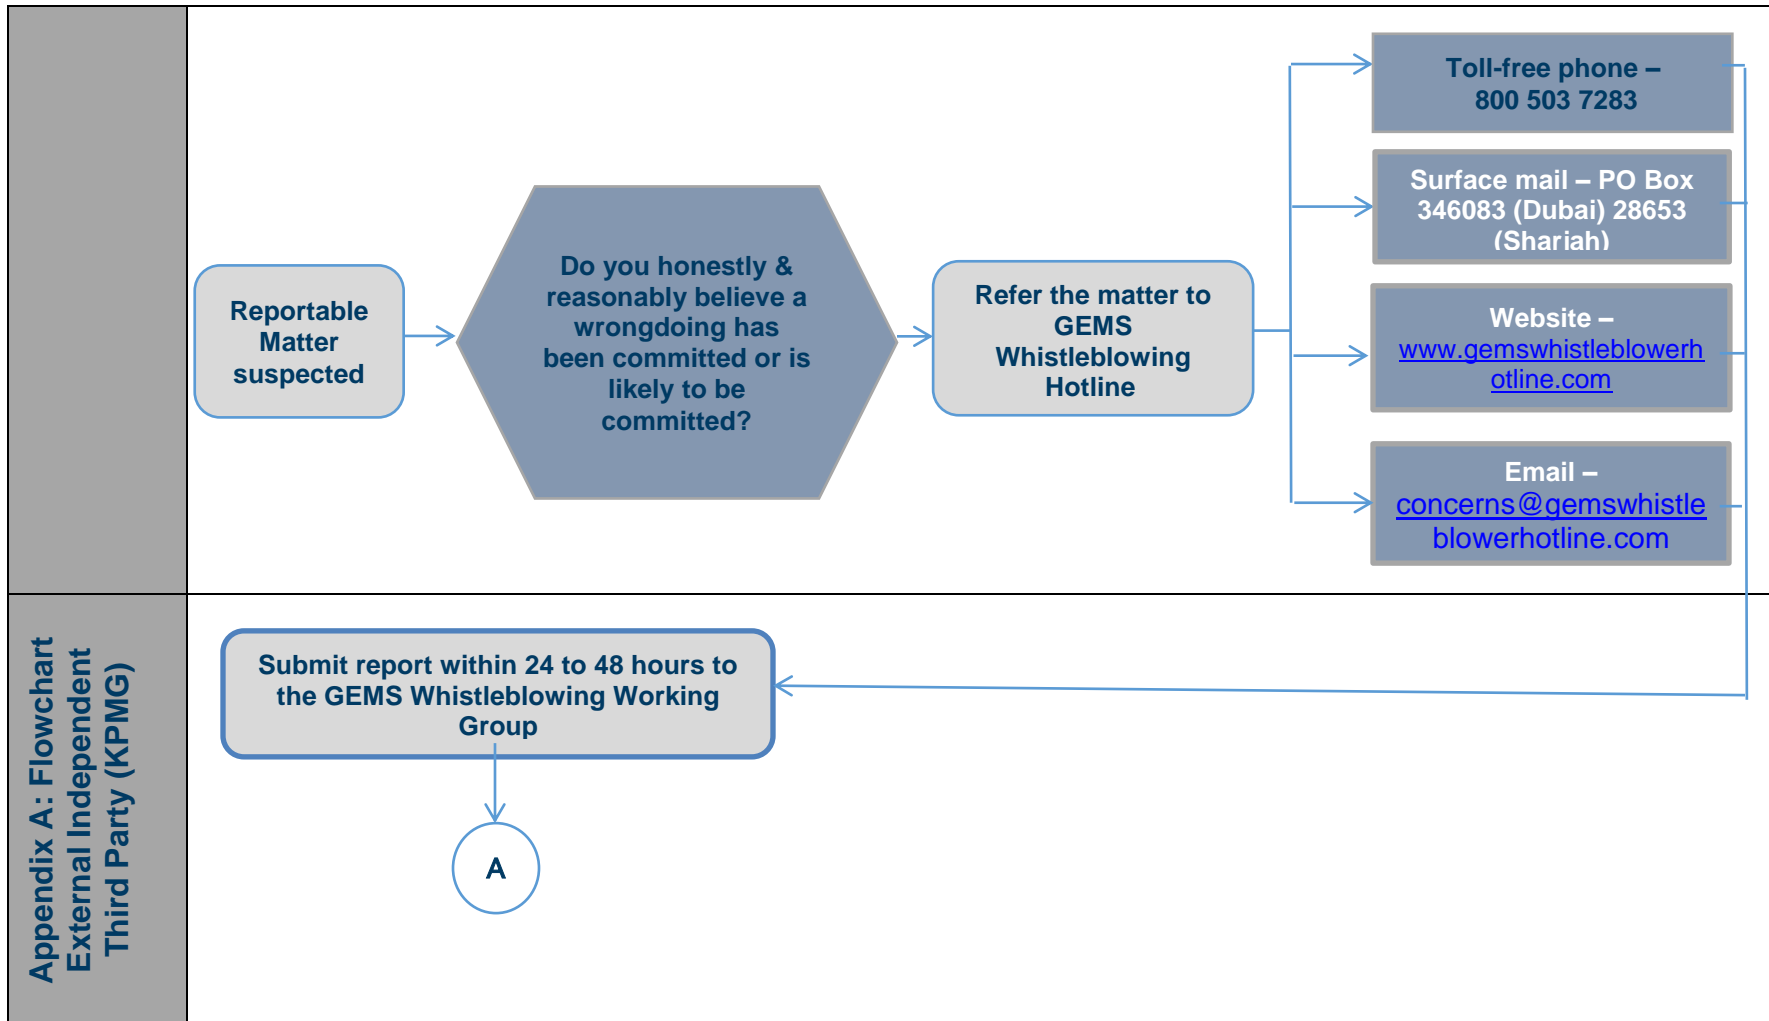 Reportable
Matter
suspected
Do you honestly &
reasonably believe a
wrongdoing has
been committed or is
likely to be
committed?
Refer the matter to
GEMS
Whistleblowing
Hotline
Toll-free phone –
800 503 7283
Surface mail – PO Box
346083 (Dubai) 28653
(Shariah)
Website –
www.gemswhistleblowerh
otline.com
Email –
concerns@gemswhistle
blowerhotline.com
Appendix A: Flowchart
External Independent
Third Party (KPMG)
Submit report within 24 to 48 hours to
the GEMS Whistleblowing Working
Group
A